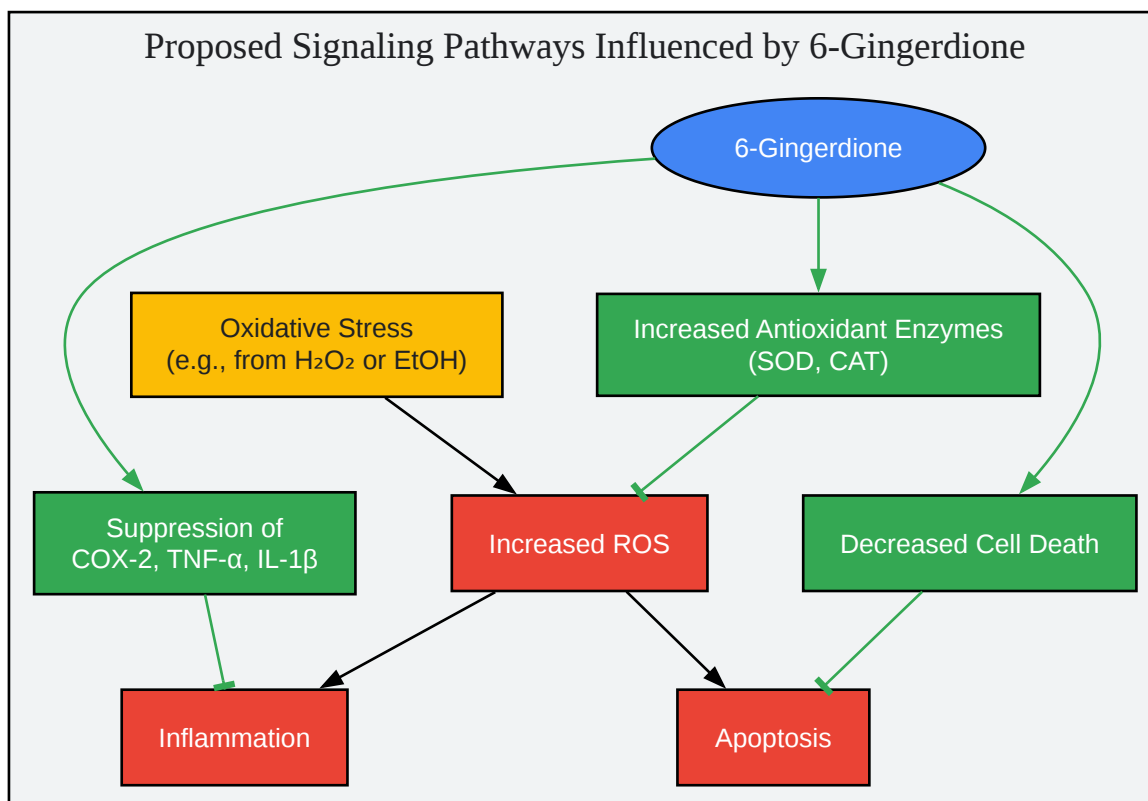 Proposed Signaling Pathways Influenced by 6-Gingerdione
6-Gingerdione
Oxidative Stress
(e.g., from H₂O₂ or EtOH)
Increased Antioxidant Enzymes
(SOD, CAT)
Suppression of
COX-2, TNF-α, IL-1β
Increased ROS
Decreased Cell Death
Inflammation
Apoptosis